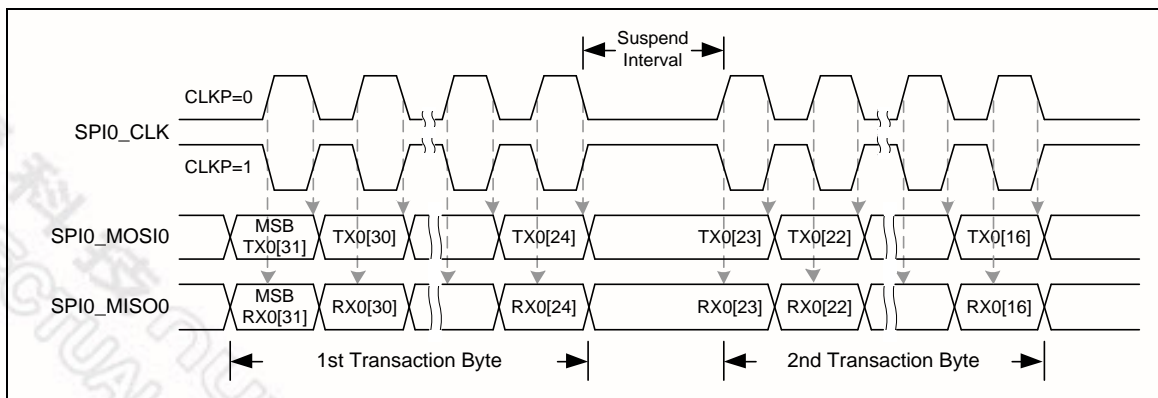 Suspend
Interval
CLKP=0
SPI0_CLK
CLKP=1
SPI0_MOSI0
MSB
TX0[31]
TX0[30]
TX0[24]
TX0[23]
TX0[22]
TX0[16]
SPI0_MISO0
MSB
RX0[31]
RX0[30]
RX0[24]
RX0[23]
RX0[22]
RX0[16]
1st Transaction Byte
2nd Transaction Byte